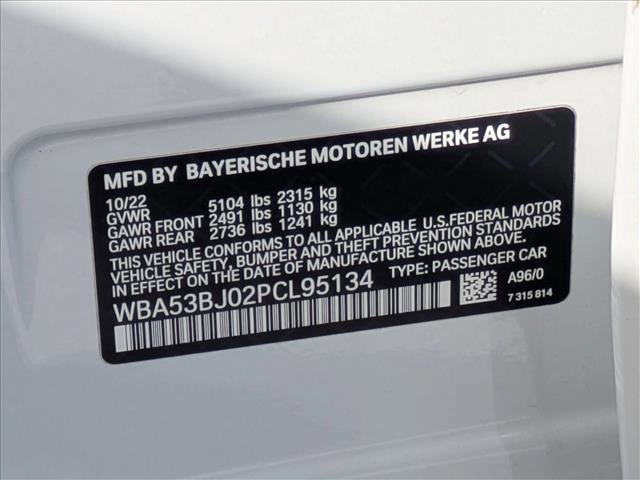 MFD BY BAYERISCHE MOTOREN WERKE AG
10/22
GVWR 5104 lbs 2315 kg
GAWR FRONT 2491 lbs 1130 kg
GAWR REAR 2736 lbs 1241 kg
THIS VEHICLE CONFORMS TO ALL APPLICABLE U.S.FEDERAL MOTOR
VEHICLE SAFETY, BUMPER, AND THEFT PREVENTION STANDARDS
IN EFFECT ON THE DATE OF MANUFACTURE SHOWN ABOVE.
WBA53BJ02PCL95134 TYPE: PASSENGER CAR
A96/0
7 315 814